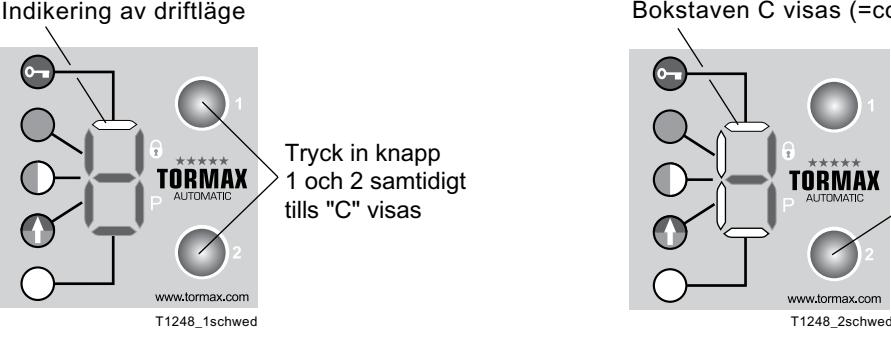 Indikering av driftläge
1
★★★★★
TORMAX
AUTOMATIC
P
2
www.tormax.com
T1248_1schwed
Tryck in knapp
1 och 2 samtidigt
tills "C" visas
Bokstaven C visas (=co
1
★★★★★
TORMAX
AUTOMATIC
P
2
www.tormax.com
T1248_2schwed